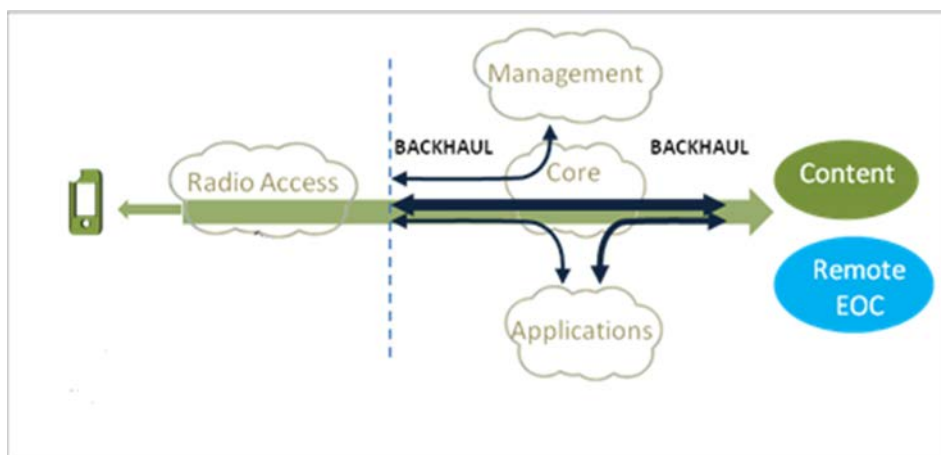 Management
BACKHAUL
BACKHAUL
Radio Access
Core
Content
Remote
EOC
Applications